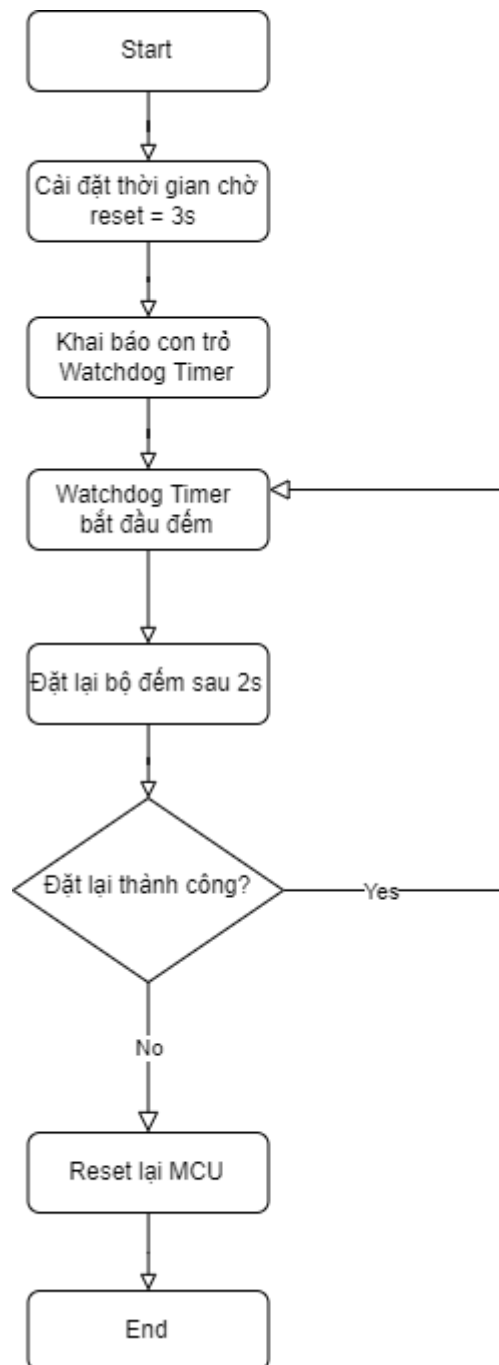 Start
Cài đặt thời gian chờ
reset = 3s
Khai báo con trỏ
Watchdog Timer
Watchdog Timer
bắt đầu đếm
Đặt lại bộ đếm sau 2s
Đặt lại thành công?
Yes
No
Reset lại MCU
End